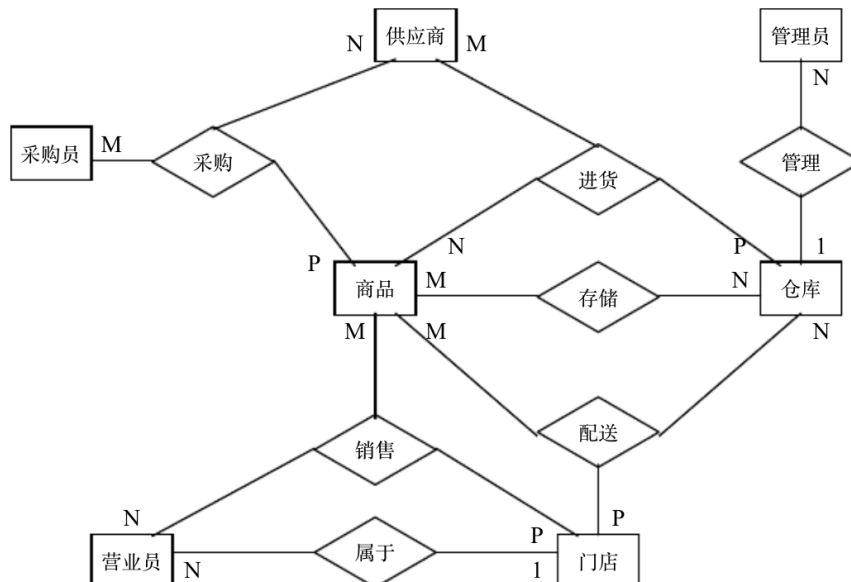 N 供应商 M 管理员
N
采购员 M 采购 进货 管理
N P 1
P 商品 M 存储 N 仓库
M M N
销售 配送
N P P
营业员 N 属于 1 门店